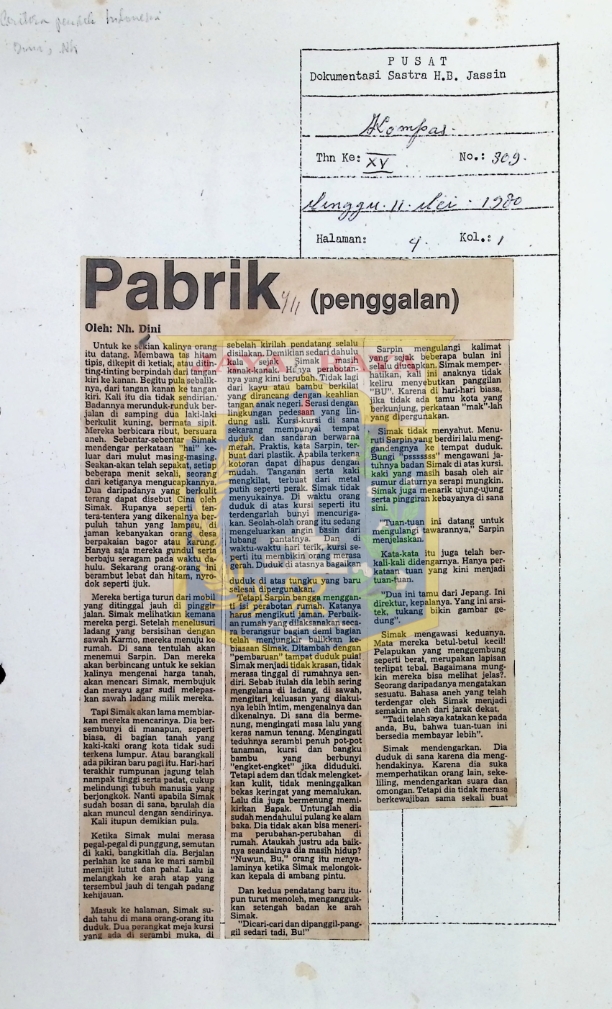 PUSAT
Dokumentasi Sastra H.B. Jassin
Kompas.
Thn Ke: XV No.: 309.
Minggu. 11. Mei. 1980
Halaman: 4. Kol.: 1
Pabrik (penggalan)
Oleh: Nh. Dini
Untuk ke sekian kalinya orang
itu datang. Membawa tas hitam
tipis, dikepit di ketiak, atau
ting-tinting berpindah dari tangan
kiri ke kanan. Begitu pula sebalik-
nya, dari tangan kanan ke tangan
kiri. Kali itu dia tidak sendirian.
Badannya merunduk-runduk ber-
jalan di samping dua laki-laki
berkulit kuning, bermata sipit.
Mereka berbicara ribut, bersuara
aneh. Sebentar-sebentar Simak
mendengar perkataan "hai" ke-
luar dari mulut masing-masing.
Seakan-akan telah sepakat, setiap
beberapa menit sekali, seorang
dari ketiganya mengucapkannya.
Dua daripadanya yang berkulit
terang dapat disebut Cina oleh
Simak. Rupanya seperti
tera-tentera yang dikenalnya ber-
puluh tahun yang lampau, di
jaman kebanyakan orang desa
berpakaian bagor atau karung.
Hanya saja mereka gundul serta
berbaju seragam pada waktu da-
hulu. Sekarang orang-orang ini
berambut lebat dan hitam,
dok seperti ijuk.
Mereka bertiga turun dari mobil
yang ditinggal jauh di
jalan. Simak melihatkan kemana
mereka pergi. Setelah menelusuri
ladang yang bersisihan dengan
sawah Karmo, mereka menuju ke
rumah. Di sana tentulah akan
menemui Sarpin. Dan mereka
akan berbincang untuk ke sekian
kalinya mengenai harga tanah,
akan mencari Simak, membujuk
dan merayu agar sudi melepas-
kan sawah ladang milik mereka.
Tapi Simak akan lama membiar-
kan mereka mencarinya. Dia ber-
sembunyi di manapun, seperti
biasa, di bagian tanah yang
kaki-kaki orang kota tidak sudi
terkena lumpur. Atau barangkali
ada pikiran baru pagi itu. Hari-hari
terakhir rumpunan jagung telah
nampak tinggi serta padat, cukup
melindungi tubuh manusia yang
berjongkok. Nanti apabila Simak
sudah bosan di sana, barulah dia
akan muncul dengan sendirinya.
Kali itupun demikian pula.
Ketika Simak mulai merasa
pegal-pegal di punggung, semutan
di kaki, bangkitlah dia. Berjalan
perlahan ke sana ke mari sambil
memijit lutut dan paha. Lalu ia
melangkah ke arah atap yang
tersembul jauh di tengah padang
kehijauan.
Masuk ke halaman, Simak su-
dah tahu di mana orang-orang itu
duduk. Dua perangkat meja kursi
yang ada di serambi muka, di
sebelah kirilah pendatang selalu
disilakan. Demikian sedari dahulu
kala, sejak Simak masih
kanak-kanak. Hanya perabotan-
nya yang kini berubah. Tidak lagi
dari kayu atau bambu berkilat
yang dirancang dengan keahlian
tangan anak negeri. Serasi dengan
lingkungan pedesaan yang lin-
dung asli. Kursi-kursi di sana
sekarang mempunyai tempat
duduk dan sandaran berwarna
merah. Praktis, kata Sarpin, ter-
buat dari plastik. Apabila terkena
kotoran dapat dihapus dengan
mudah. Tanganan serta kaki
mengkilat, terbuat dari metal
putih seperti perak. Simak tidak
menyukainya. Di waktu orang
duduk di atas kursi seperti itu
terdengarlah bunyi mencuriga-
kan. Seolah-olah orang itu sedang
mengeluarkan angin basin dari
lubang pantatnya. Dan di
waktu-waktu hari terik, kursi se-
perti itu membikin orang merasa
gerah. Duduk di atasnya bagaikan
duduk di atas tungku yang baru
selesai dipergunakan.
Tetapi Sarpin bangga mengganti
perabotan lama. Katanya
harus mengikuti jaman. Perbaik-
an rumah yang dilaksanakan
ra berangsur bagian demi bagian
telah menjungkir balikkan ke-
biasaan Simak. Ditambah dengan
"pembaruan" tempat duduk pula!
Simak menjadi tidak krasan, tidak
merasa tinggal di rumahnya sen-
diri. Sebab itulah dia lebih sering
mengelana di ladang, di sawah,
mengitari keluasan yang dilaku-
nya lebih intim, mengenalnya dan
dikenalnya. Di sana dia berme-
nung, mengingati masa lalu yang
keras namun tenang. Mengingati
teduhnya serambi penuh pot-pot
tanaman, kursi dan bangku
bambu yang berbunyi
"engket-engket" jika diduduki.
Tetapi adem dan tidak melengket-
kan kulit, tidak meninggalkan
bekas keringat yang memalukan.
Lalu dia juga bermenung memi-
kirkan Bapak. Untunglah dia
sudah mendahului pulang ke alam
baka. Dia tidak akan bisa meneri-
ma perubahan-perubahan di
rumah. Ataukah justru ada baik-
nya seandainya dia masih hidup?
"Nuwun, Bu," orang itu menya-
laminya ketika Simak melongok-
kan kepala di ambang pintu.
Dan kedua pendatang baru itu-
pun turut menoleh, menganggukk-
an setengah badan ke arah
Simak.
"Dicari-cari dan dipanggil-pang-
gil sedari tadi, Bu!"
Sarpin mengulangi kalimat
yang selalu sejak beberapa bulan ini
diucapkan. Simak memper-
hatikan, kali ini anaknya tidak
keliru menyebutkan panggilan
"BU". Karena di hari-hari biasa,
jika tidak ada tamu kota yang
berkunjung, perkataan "mak"-lah
yang dipergunakan.
Simak tidak menyahut. Menu-
ruti Sarpin yang berdiri lalu meng-
gandengnya ke tempat duduk.
Bungi "psssssss" mengawani ja-
tuhnya badan Simak di atas kursi.
kaki yang masih basah oleh air
sumur ditaruhnya serapi mungkin.
Simak juga menarik ujung-ujung
serta pinggiran kebayanya di sana
sini.
"Tuan-tuan ini datang untuk
mengulang tawarannya," Sarpin
menjelaskan.
Kata-kata itu juga telah ber-
kali-kali didengarnya. Hanya per-
kataan tuan yang kini menjadi
tuan-tuan.
"Dua ini tamu dari Jepang. Ini
direktur, kepalanya. Yang ini arsi-
tek, tukang bikin gambar ge-
dung".
Simak mengawasi keduanya.
Mata mereka betul-betul kecil!
Pelapukan yang menggembung
seperti berat, merupakan lapisan
terlipat tebal. Bagaimana mung-
kin mereka bisa melihat jelas?.
Seorang daripadanya mengatakan
sesuatu. Bahasa aneh yang telah
terdengar oleh Simak menjadi
semakin aneh dari jarak dekat.
"Tadi telah saya katakan ke pada
anda, Bu, bahwa tuan-tuan ini
bersedia membayar lebih".
Simak mendengarkan. Dia
duduk di sana karena dia meng-
hendakinya. Karena dia suka
memperhatikan orang lain, seke-
liling, mendengarkan suara dan
omongan. Tetapi dia tidak merasa
berkewajiban sama sekali buat